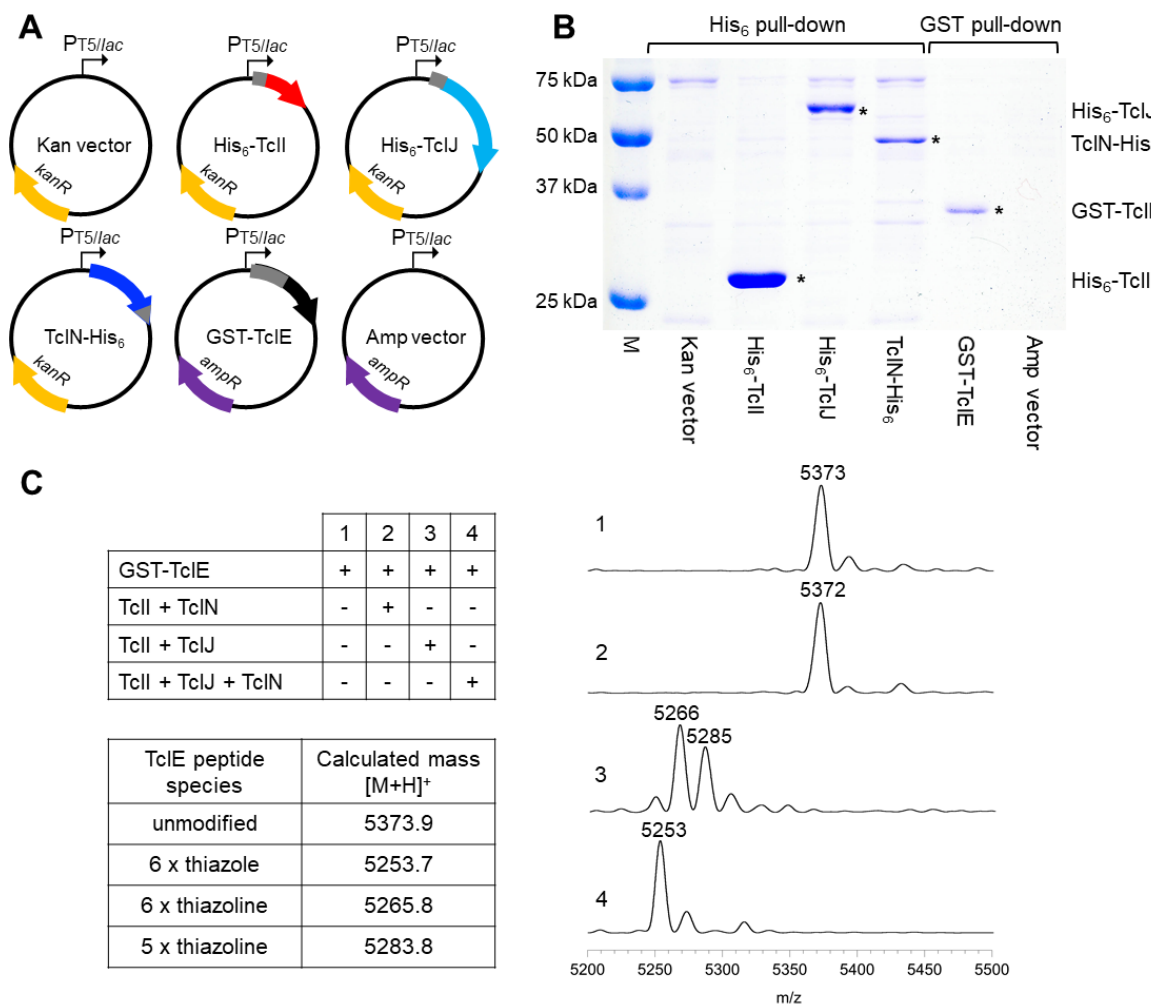 A
PT5/lac
PT5/lac
PT5/lac
Kan vector
His6-TclI
His6-TclJ
kanR
kanR
kanR
PT5/lac
PT5/lac
PT5/lac
TclN-His6
GST-TclE
Amp vector
kanR
ampR
ampR
B
His6 pull-down
GST pull-down
75 kDa
50 kDa
37 kDa
25 kDa
*
*
*
*
His6-TclJ
TclN-His
GST-Tcl
His6-TclI
M
Kan vector
His6-TclI
His6-TclJ
TclN-His6
GST-TclE
Amp vector
C
1 2 3 4
GST-TclE + + + +
TclI + TclN - + - -
TclI + TclJ - - + -
TclI + TclJ + TclN - - - +
TclE peptide species Calculated mass [M+H]+
unmodified 5373.9
6 x thiazole 5253.7
6 x thiazoline 5265.8
5 x thiazoline 5283.8
5373
1
5372
2
5266
5285
3
5253
4
5200 5250 5300 5350 5400 5450 5500
m/z